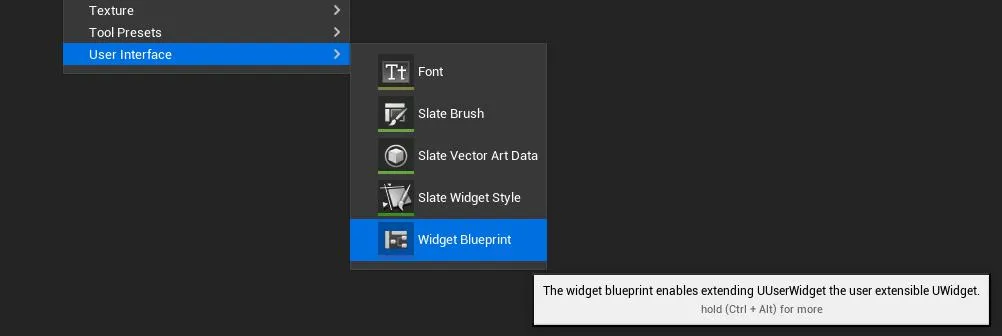 Texture
Tool Presets
User Interface
Font
Slate Brush
Slate Vector Art Data
Slate Widget Style
Widget Blueprint
The widget blueprint enables extending UUserWidget the user extensible UWidget.
hold (Ctrl + Alt) for more